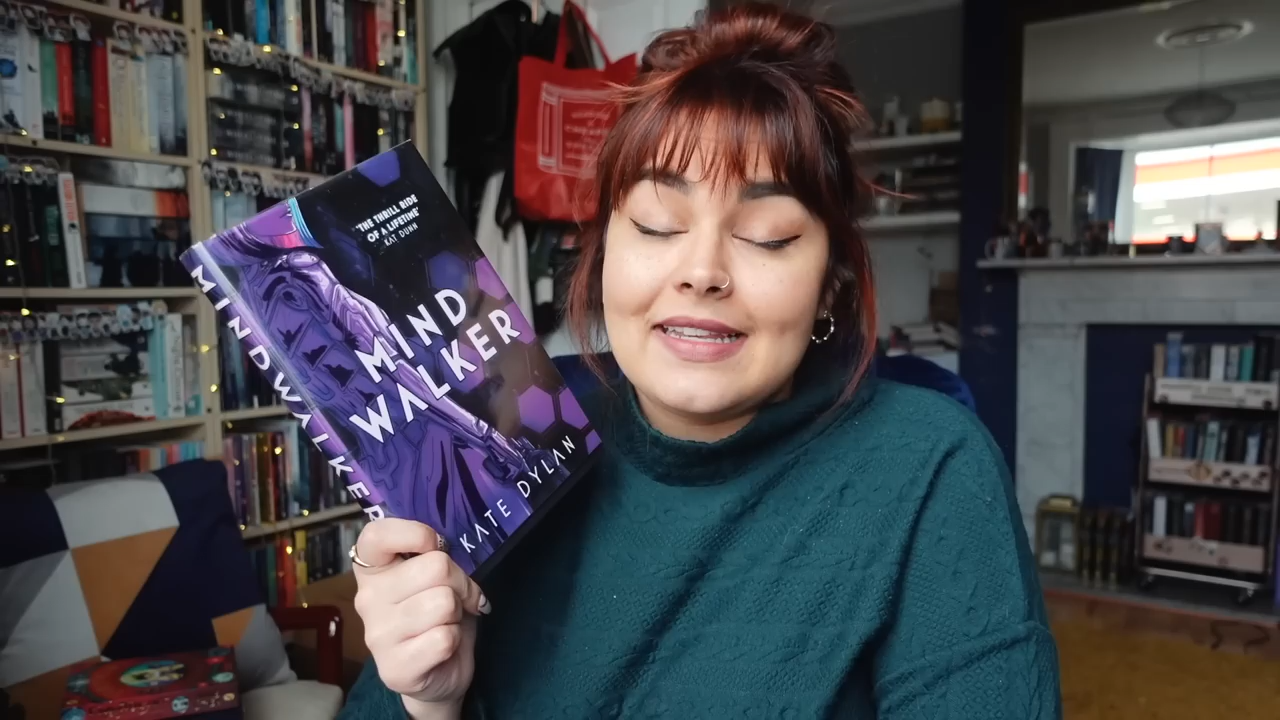 'THE THRILL RIDE
OF A LIFETIME'
KAT DUNN
MIND
WALKER
KATE DYLAN
MINDWALKER